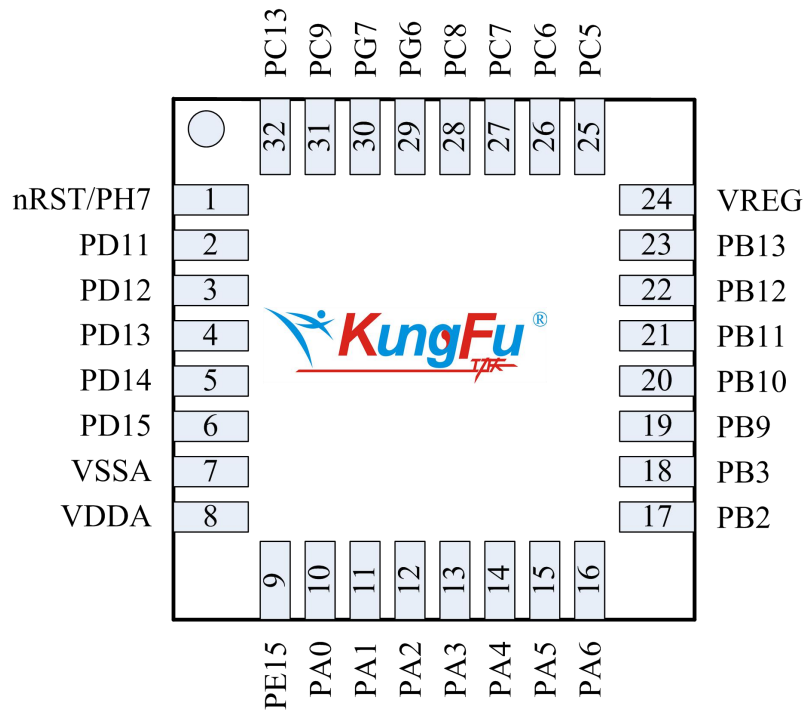 PC13 PC9 PG7 PG6 PC8 PC7 PC6 PC5
32 31 30 29 28 27 26 25
nRST/PH7 1
PD11 2
PD12 3
PD13 4
PD14 5
PD15 6
VSSA 7
VDDA 8
KungFu ®
24 VREG
23 PB13
22 PB12
21 PB11
20 PB10
19 PB9
18 PB3
17 PB2
9 10 11 12 13 14 15 16
PE15 PA0 PA1 PA2 PA3 PA4 PA5 PA6